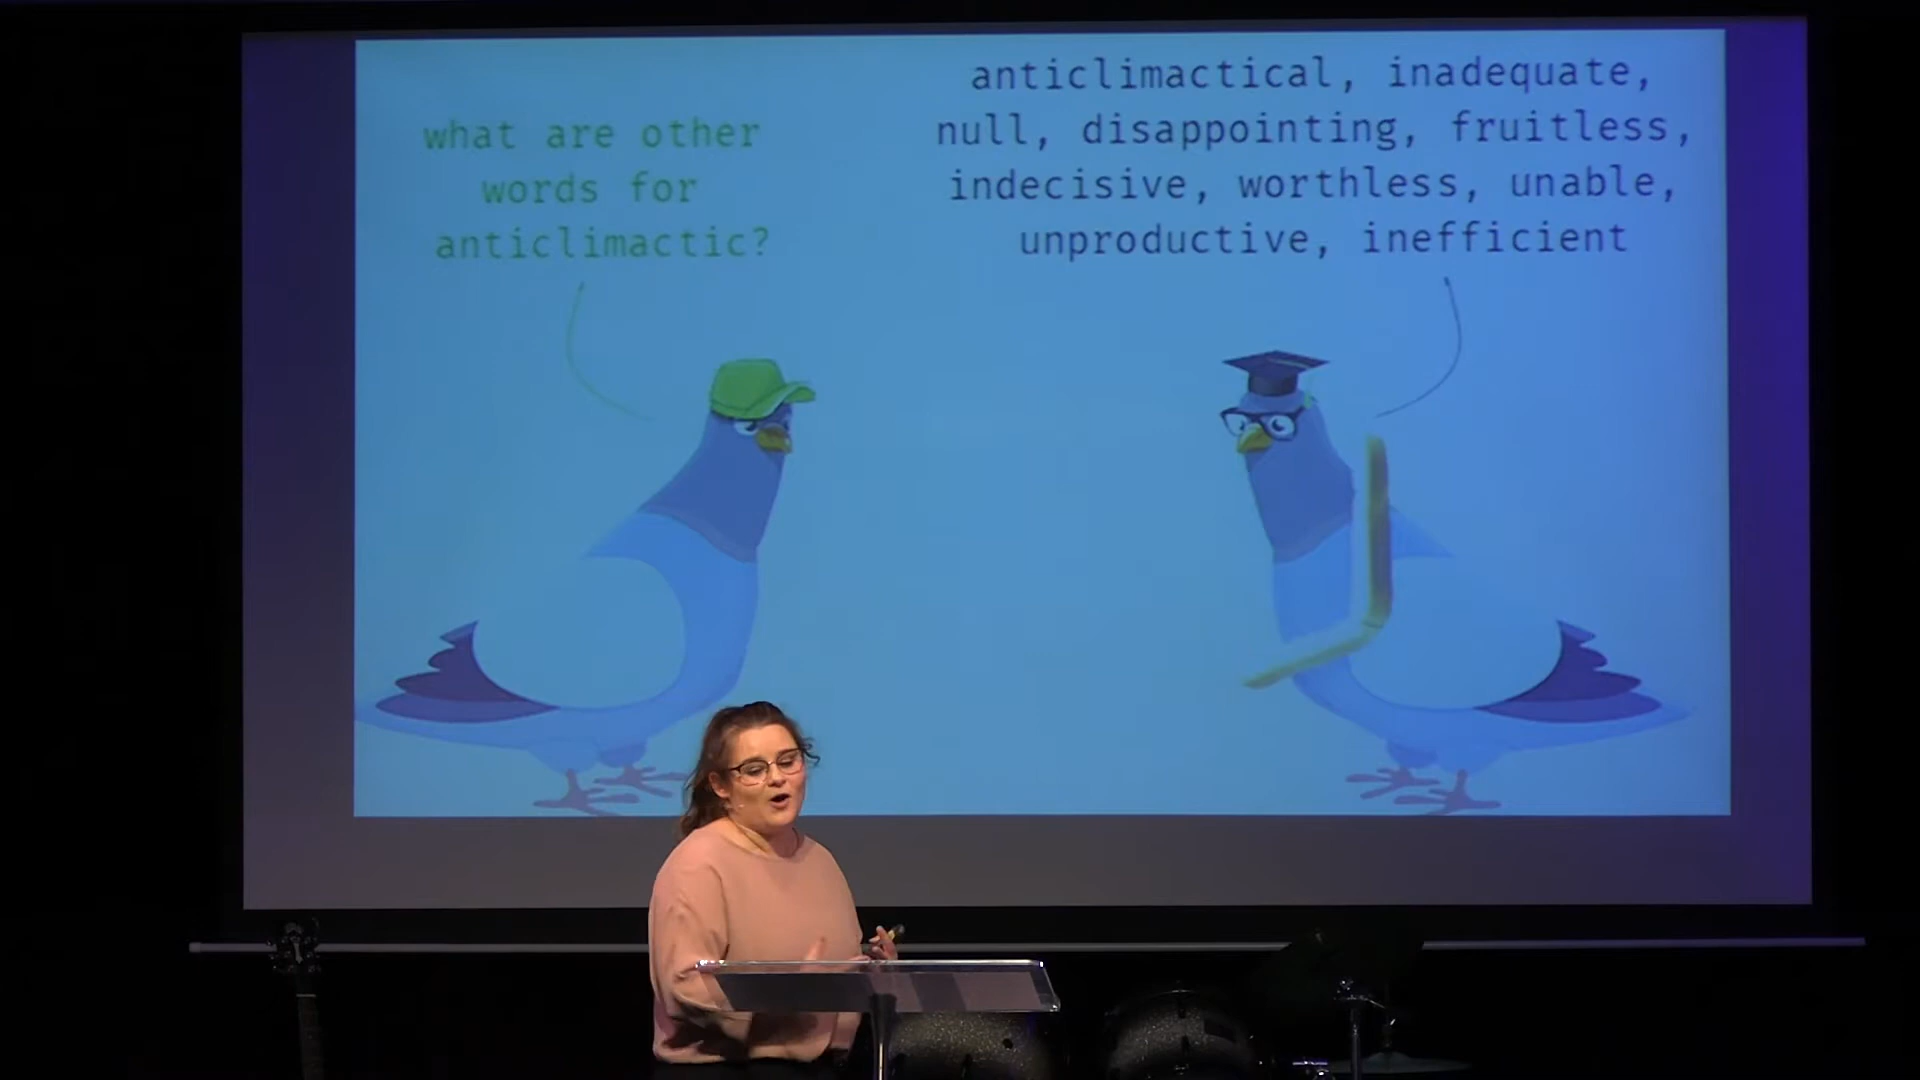 what are other
words for
anticlimactic?
anticlimactical, inadequate,
null, disappointing, fruitless,
indecisive, worthless, unable,
unproductive, inefficient